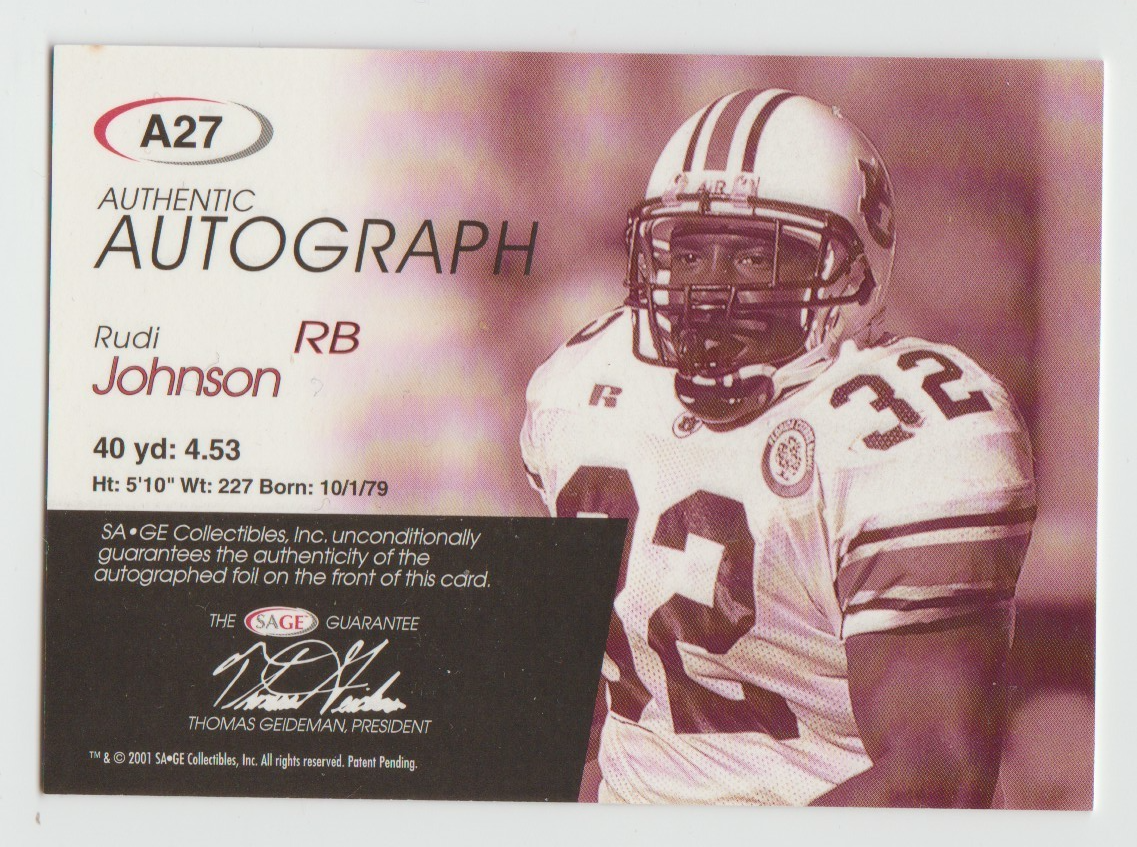 A27
AUTHENTIC
AUTOGRAPH
Rudi RB
Johnson
40 yd: 4.53
Ht: 5'10" Wt: 227 Born: 10/1/79
SA•GE Collectibles, Inc. unconditionally
guarantees the authenticity of the
autographed foil on the front of this card.
THE SAGE GUARANTEE
THOMAS GEIDEMAN, PRESIDENT
™ & © 2001 SA•GE Collectibles, Inc. All rights reserved. Patent Pending.
R
32
32